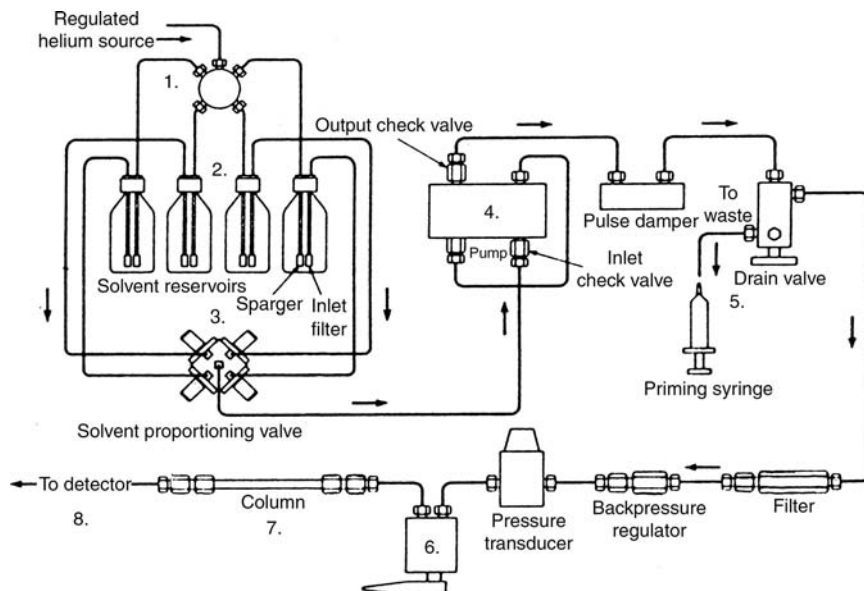 Regulated
helium source
1.
2.
Output check valve
4.
Pump
Inlet
check valve
Pulse damper
To
waste
Drain valve
5.
Priming syringe
Solvent reservoirs
Sparger
Inlet
filter
3.
Solvent proportioning valve
To detector
8.
Column
7.
6.
Pressure
transducer
Backpressure
regulator
Filter